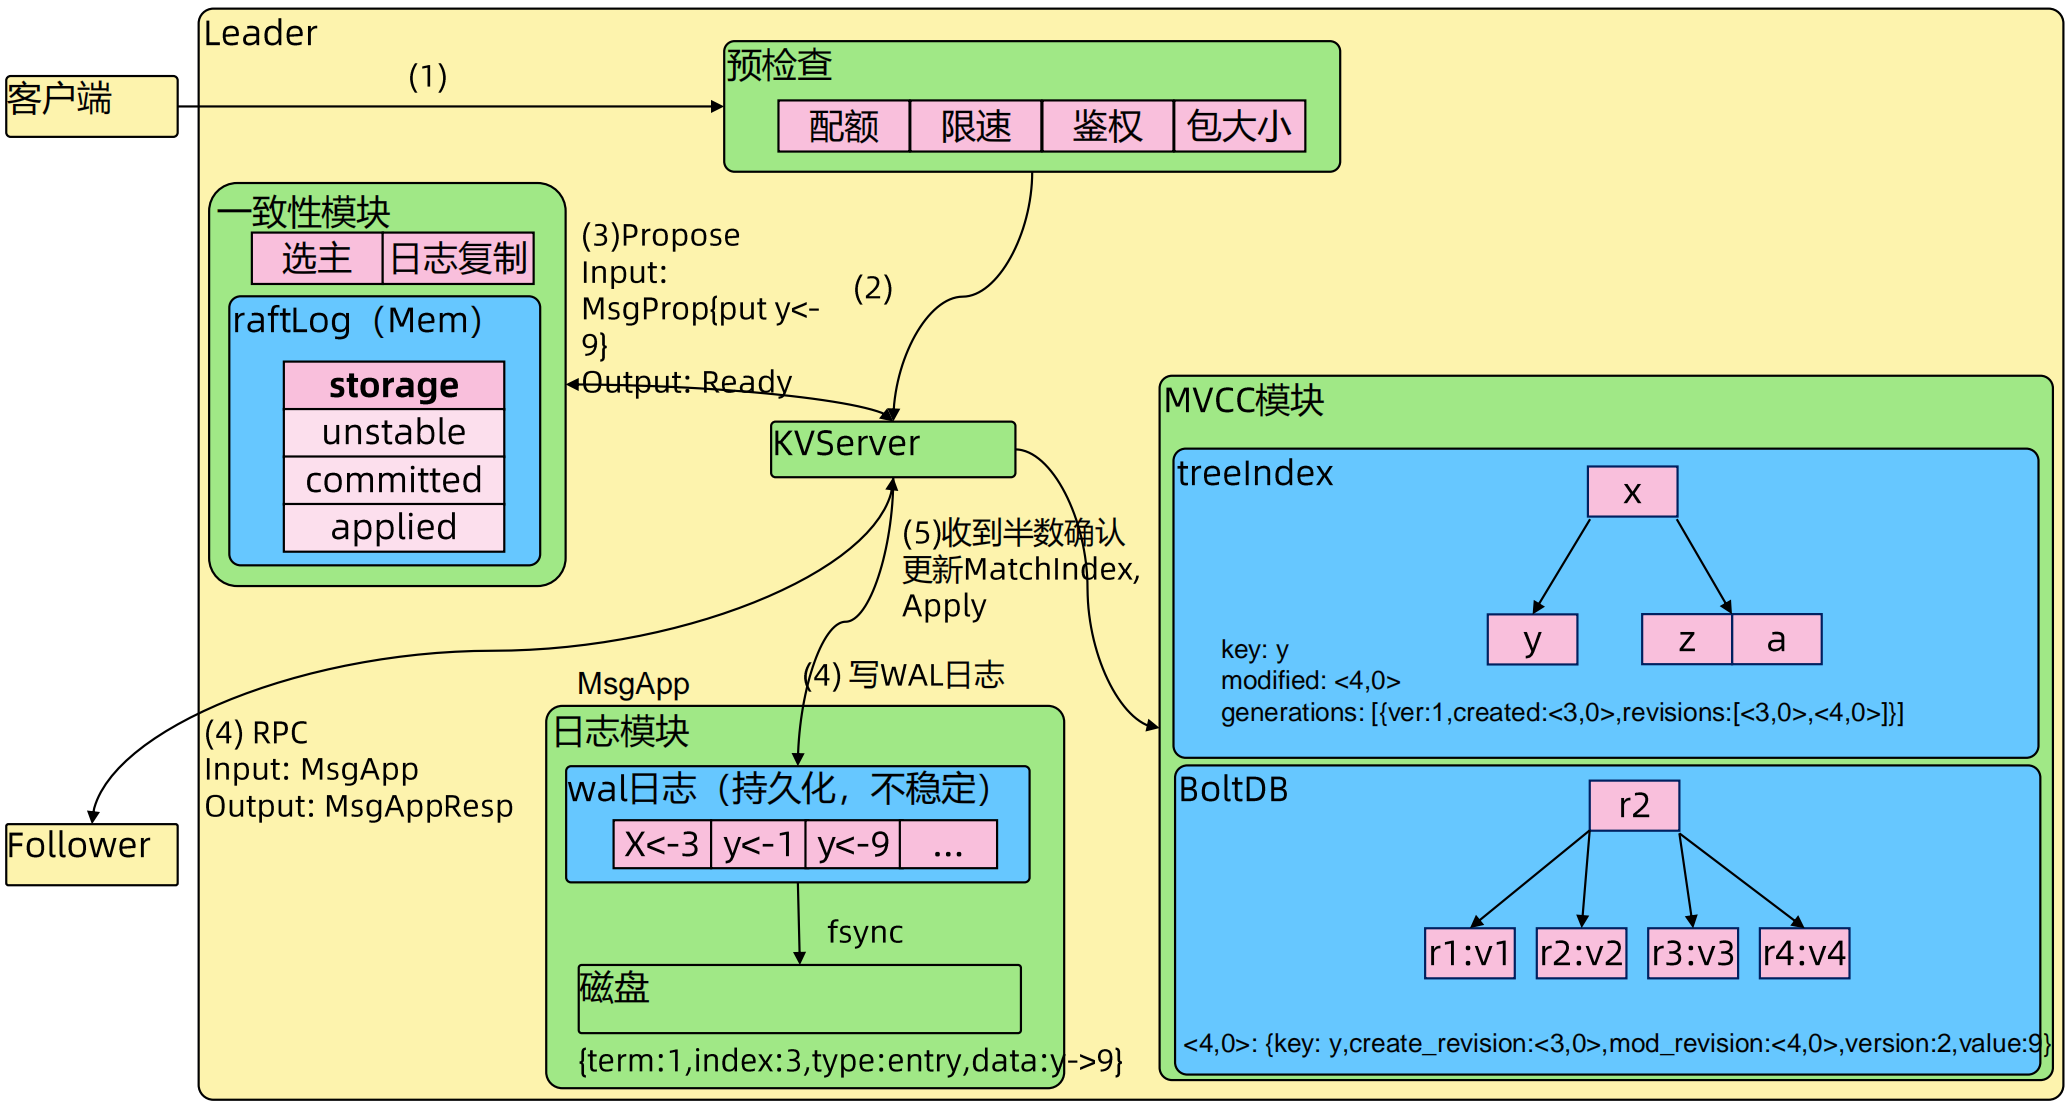 Leader
客户端
(1)
预检查
配额 限速 鉴权 包大小
一致性模块
选主 日志复制
raftLog（Mem）
storage
unstable
committed
applied
(3)Propose
Input:
MsgProp{put y<-
9}
Output: Ready
(2)
KVServer
(5)收到半数确认
更新MatchIndex,
Apply
MVCC模块
treeIndex
x
y z a
key: y
modified: <4,0>
generations: [{ver:1,created:<3,0>,revisions:[<3,0>,<4,0>]}]
BoltDB
r2
r1:v1 r2:v2 r3:v3 r4:v4
<4,0>: {key: y,create_revision:<3,0>,mod_revision:<4,0>,version:2,value:9}
(4) RPC
Input: MsgApp
Output: MsgAppResp
Follower
MsgApp
(4) 写WAL日志
日志模块
wal日志（持久化，不稳定）
X<-3 y<-1 y<-9 ...
fsync
磁盘
{term:1,index:3,type:entry,data:y->9}